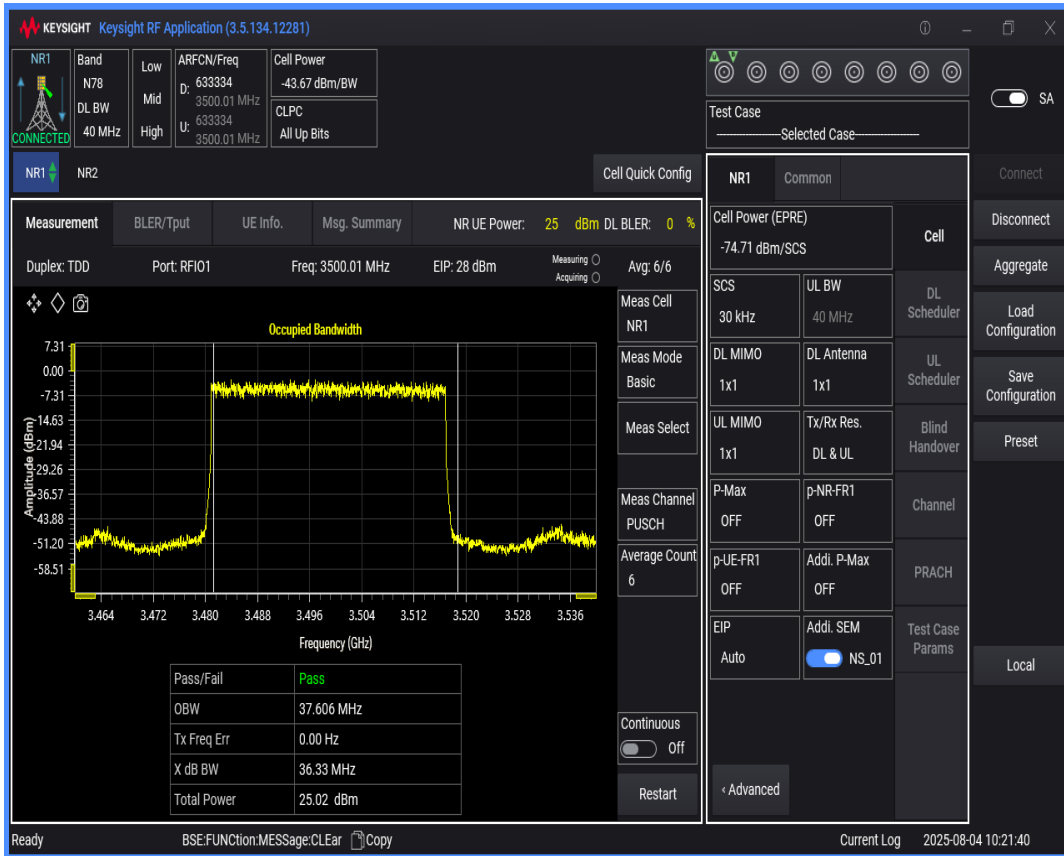 KEYSIGHT Keysight RF Application (3.5.134.12281)
NR1
CONNECTED
Band
N78
DL BW
40 MHz
Low
Mid
High
ARFCN/Freq
D: 633334
3500.01 MHz
U: 633334
3500.01 MHz
Cell Power
-43.67 dBm/BW
CLPC
All Up Bits
Test Case
--------------------Selected Case--------------------
SA
NR1
NR2
Cell Quick Config
Measurement
BLER/Tput
UE Info.
Msg. Summary
NR UE Power: 25 dBm DL BLER: 0 %
Duplex: TDD
Port: RFIO1
Freq: 3500.01 MHz
EIP: 28 dBm
Measuring
Acquiring
Avg: 6/6
Occupied Bandwidth
Amplitude (dBm)
7.31
0.00
-7.31
-14.63
-21.94
-29.26
-36.57
-43.88
-51.20
-58.51
3.464 3.472 3.480 3.488 3.496 3.504 3.512 3.520 3.528 3.536
Frequency (GHz)
Pass/Fail Pass
OBW 37.606 MHz
Tx Freq Err 0.00 Hz
X dB BW 36.33 MHz
Total Power 25.02 dBm
Meas Cell
NR1
Meas Mode
Basic
Meas Select
Meas Channel
PUSCH
Average Count
6
Continuous
Off
Restart
NR1
Common
Cell Power (EPRE)
-74.71 dBm/SCS
SCS
30 kHz
UL BW
40 MHz
DL MIMO
1x1
DL Antenna
1x1
UL MIMO
1x1
Tx/Rx Res.
DL & UL
P-Max
OFF
p-NR-FR1
OFF
p-UE-FR1
OFF
Addi. P-Max
OFF
EIP
Auto
Addi. SEM
NS_01
‹ Advanced
Cell
DL
Scheduler
UL
Scheduler
Blind
Handover
Channel
PRACH
Test Case
Params
Connect
Disconnect
Aggregate
Load
Configuration
Save
Configuration
Preset
Local
Ready
BSE:FUNCtion:MESSage:CLEar Copy
Current Log
2025-08-04 10:21:40